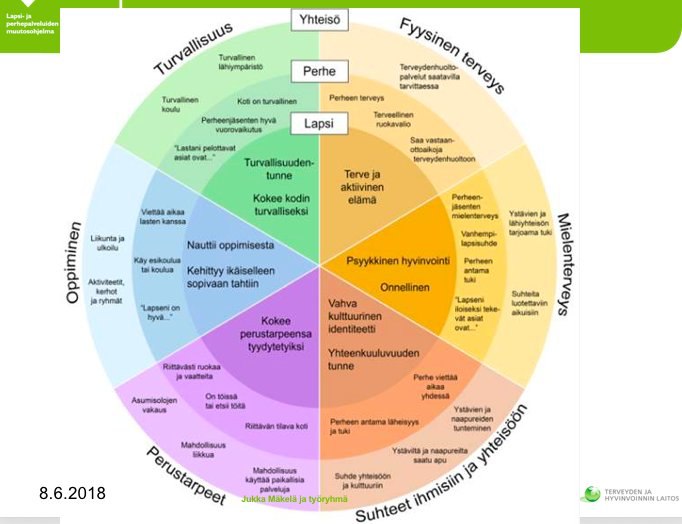 Lapsi- ja
perhepalveluiden
muutosohjelma
Yhteisö
Perhe
Lapsi
Turvallisuus
Turvallinen
lähiympäristö
Turvallinen
koulu
Koti on turvallinen
Perheenjäsenten hyvä
vuorovaikutus
"Lastani pelottavat
asiat ovat..."
Turvallisuuden-
tunne
Kokee kodin
turvalliseksi
Fyysinen terveys
Terveydenhuolto-
palvelut saatavilla
tarvittaessa
Perheen terveys
Terveellinen
ruokavalio
Saa vastaan-
ottoaikoja
terveydenhuoltoon
Terve ja
aktiivinen
elämä
Mielenterveys
Perheen-
jäsenten
mielenterveys
Vanhempi-
lapsisuhde
Perheen
antama
tuki
"Lapseni
iloiseksi teke-
vät asiat
ovat..."
Ystävien ja
lähiyhteisön
tarjoama tuki
Suhteita
luotettaviin
aikuisiin
Psyykkinen hyvinvointi
Onnellinen
Oppiminen
Liikunta ja
ulkoilu
Aktiviteetit,
kerhot
ja ryhmät
Viettää aikaa
lasten kanssa
Käy esikoulua
tai koulua
"Lapseni on
hyvä..."
Nauttii oppimisesta
Kehittyy ikäiselleen
sopivaan tahtiin
Kokee
perustarpeensa
tyydytetyiksi
Riittävästi ruokaa
ja vaatteita
On töissä
tai etsii töitä
Riittävän tilava koti
Asumisolojen
vakaus
Mahdollisuus
liikkua
Mahdollisuus
käyttää paikallisia
palveluja
Perustarpeet
Vahva
kulttuurinen
identiteetti
Yhteenkuuluvuuden
tunne
Perhe viettää
aikaa
yhdessä
Perheen antama läheisyys
ja tuki
Ystävien ja
naapureiden
tunteminen
Ystäviltä ja naapureilta
saatu apu
Suhde yhteisöön
ja kulttuuriin
Suhteet ihmisiin ja yhteisöön
8.6.2018
Jukka Mäkelä ja työryhmä
TERVEYDEN JA
HYVINVOINNIN LAITOS